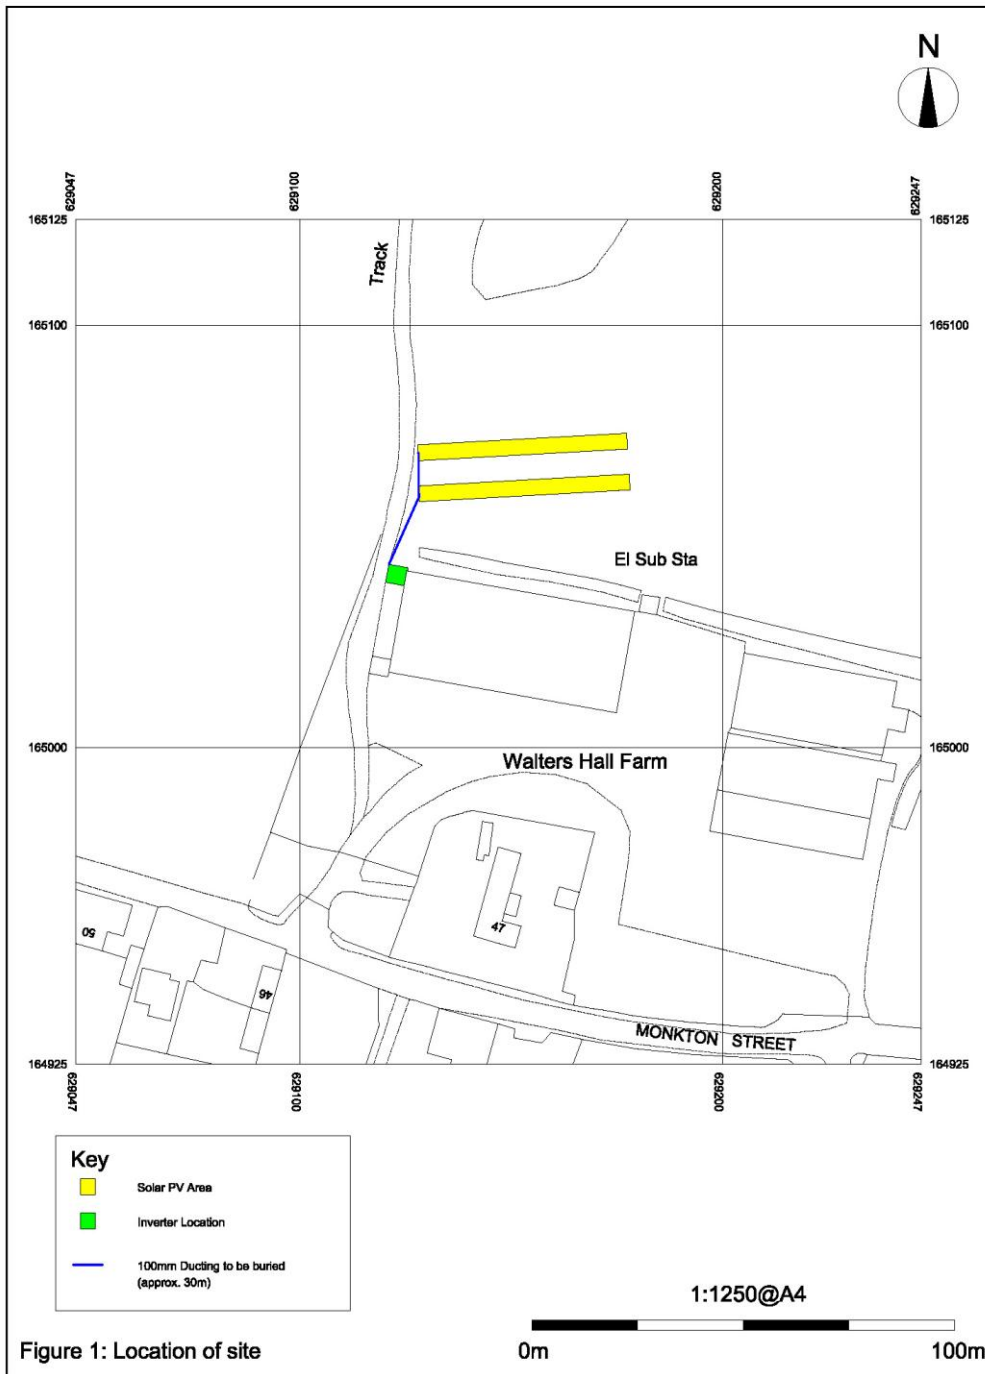 N
629047
629100
629200
629247
165125
165125
Track
165100
165100
El Sub Sta
165000
165000
Walters Hall Farm
50
47
46
MONKTON STREET
164925
164925
629047
629100
629200
629247
Key
Solar PV Area
Inverter Location
100mm Ducting to be buried
(approx. 30m)
1:1250@A4
Figure 1: Location of site
0m
100m